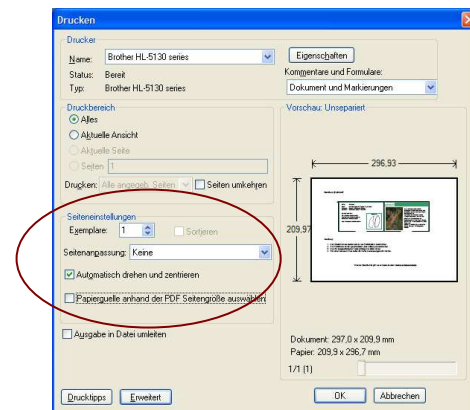 Drucken
Drucker
Name: Brother HL-5130 series
Eigenschaften
Status: Bereit
Kommentare und Formulare:
Typ: Brother HL-5130 series
Dokument und Markierungen
Druckbereich
Alles
Aktuelle Ansicht
Aktuelle Seite
Seiten 1
Drucken: Alle angegeb. Seiten
Seiten umkehren
Vorschau: Unsepariert
296,93
209,97
Seiteneinstellungen
Exemplare: 1
Sortieren
Seitenanpassung: Keine
Automatisch drehen und zentrieren
Papierquelle anhand der PDF Seitengröße auswählen
Ausgabe in Datei umleiten
Dokument: 297,0 x 209,9 mm
Papier: 209,9 x 296,7 mm
1/1 (1)
Drucktipps
Erweitert
OK
Abbrechen